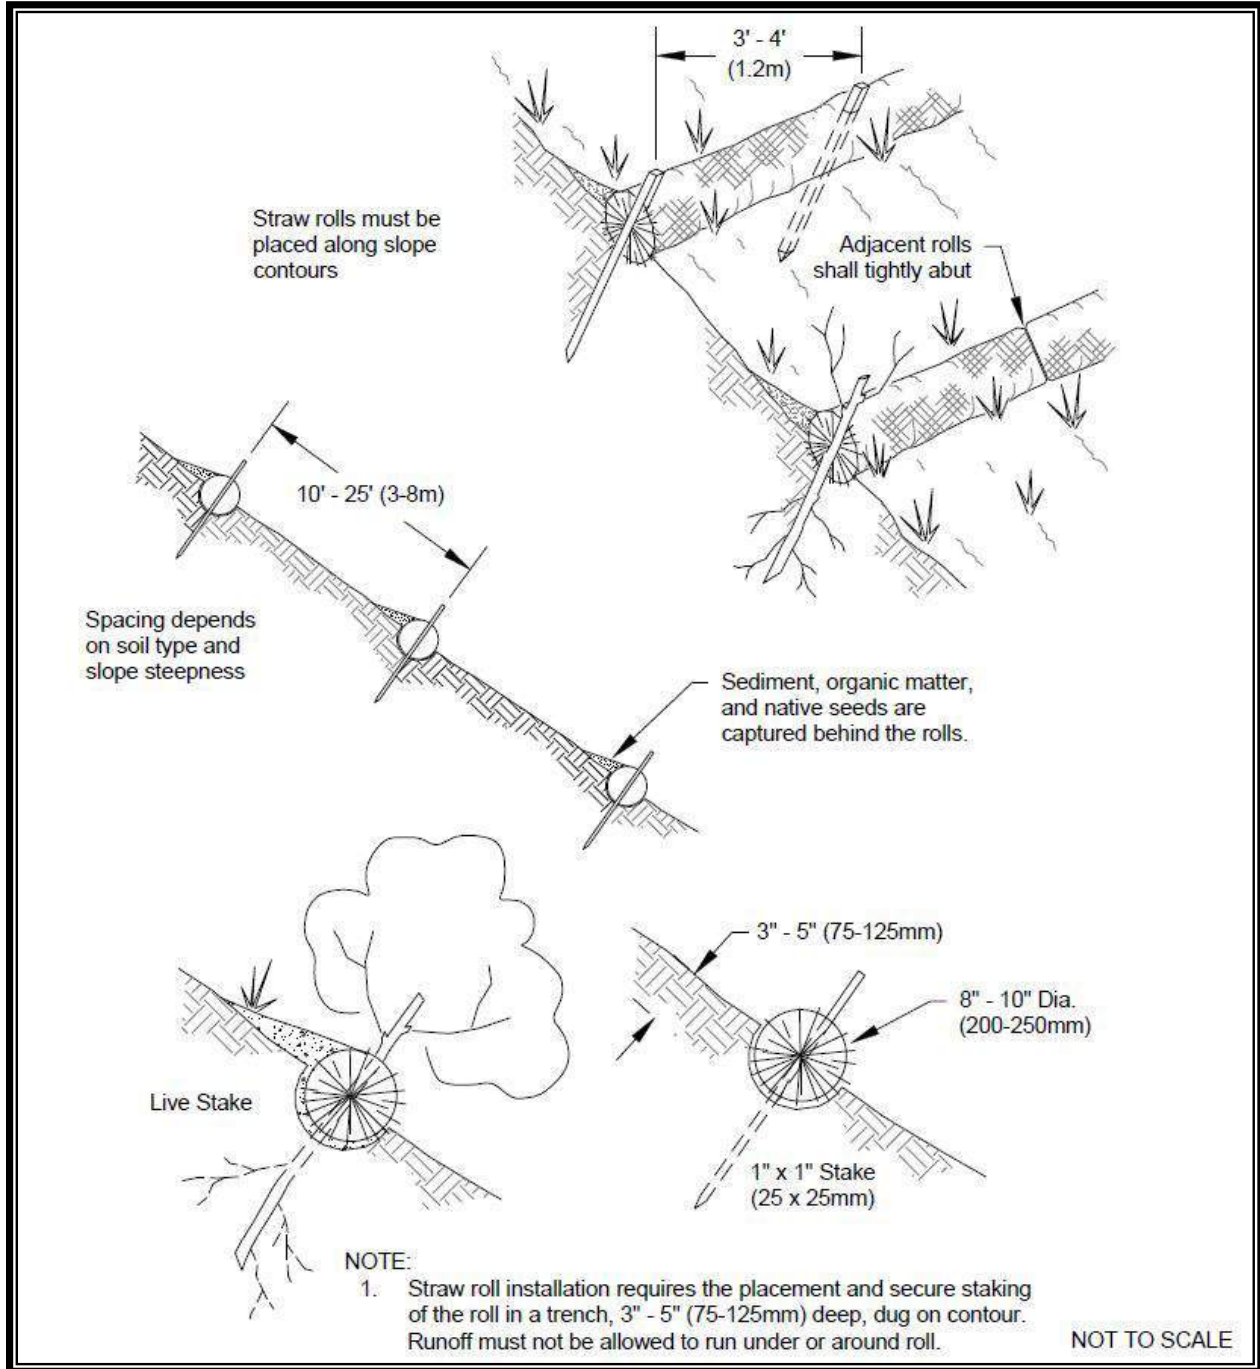 3' - 4'
(1.2m)
Straw rolls must be
placed along slope
contours
Adjacent rolls
shall tightly abut
10' - 25' (3-8m)
Spacing depends
on soil type and
slope steepness
Sediment, organic matter,
and native seeds are
captured behind the rolls.
3" - 5" (75-125mm)
8" - 10" Dia.
(200-250mm)
Live Stake
1" x 1" Stake
(25 x 25mm)
NOTE:
1. Straw roll installation requires the placement and secure staking
of the roll in a trench, 3" - 5" (75-125mm) deep, dug on contour.
Runoff must not be allowed to run under or around roll.
NOT TO SCALE